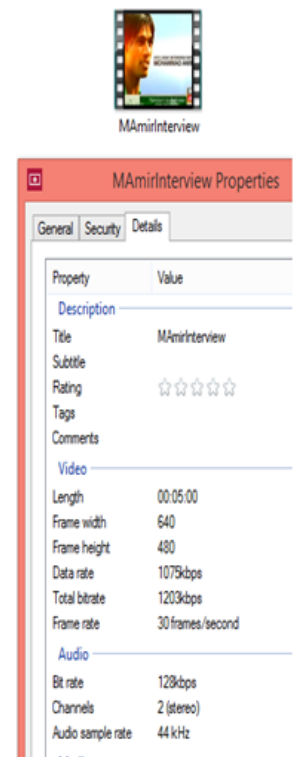 MAmirInterview
MAmirInterview Properties
General Security Details
Property Value
Description
Title MAmirInterview
Subtitle
Rating
Tags
Comments
Video
Length 00:05:00
Frame width 640
Frame height 480
Data rate 1075kbps
Total bitrate 1203kbps
Frame rate 30 frames/second
Audio
Bit rate 128kbps
Channels 2 (stereo)
Audio sample rate 44 kHz